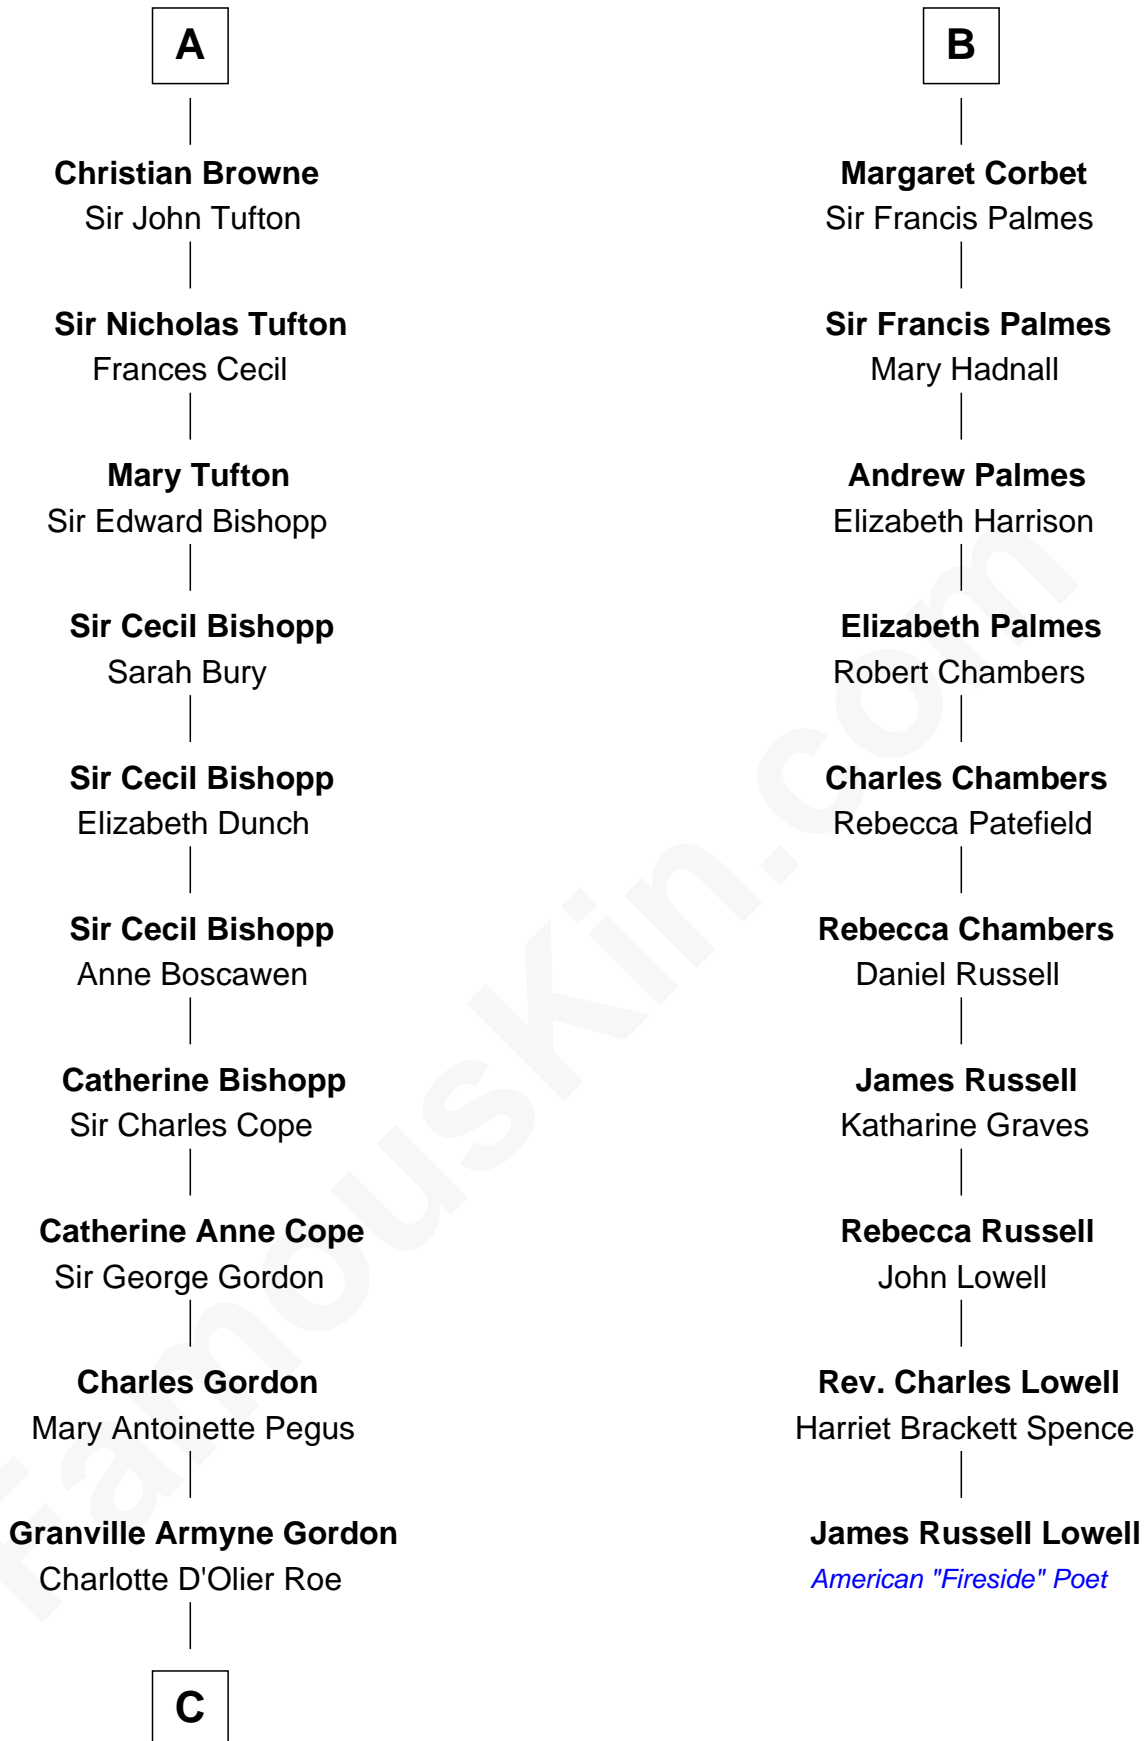 A
Christian Browne
Sir John Tufton
Sir Nicholas Tufton
Frances Cecil
Mary Tufton
Sir Edward Bishopp
Sir Cecil Bishopp
Sarah Bury
Sir Cecil Bishopp
Elizabeth Dunch
Sir Cecil Bishopp
Anne Boscawen
Catherine Bishopp
Sir Charles Cope
Catherine Anne Cope
Sir George Gordon
Charles Gordon
Mary Antoinette Pegus
Granville Armyne Gordon
Charlotte D'Olier Roe
C
B
Margaret Corbet
Sir Francis Palmes
Sir Francis Palmes
Mary Hadnall
Andrew Palmes
Elizabeth Harrison
Elizabeth Palmes
Robert Chambers
Charles Chambers
Rebecca Patefield
Rebecca Chambers
Daniel Russell
James Russell
Katharine Graves
Rebecca Russell
John Lowell
Rev. Charles Lowell
Harriet Brackett Spence
James Russell Lowell
American "Fireside" Poet
FamousKin.com